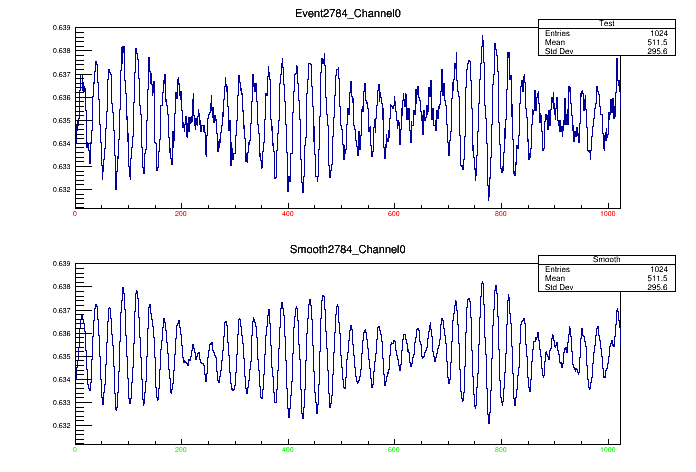 Event2784_Channel0
Test
Entries 1024
Mean 511.5
Std Dev 295.6
0.639
0.638
0.637
0.636
0.635
0.634
0.633
0.632
0 200 400 600 800 1000
Smooth2784_Channel0
Smooth
Entries 1024
Mean 511.5
Std Dev 295.6
0.639
0.638
0.637
0.636
0.635
0.634
0.633
0.632
0 200 400 600 800 1000